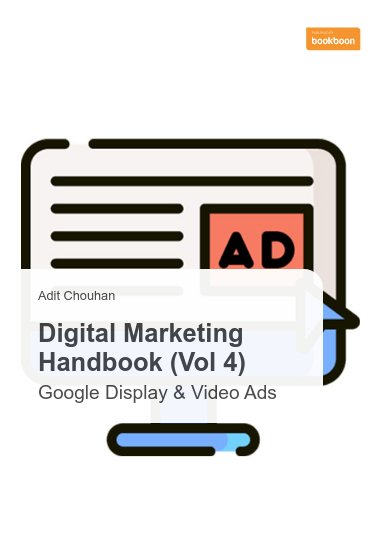 bookboon
AD
Adit Chouhan
Digital Marketing
Handbook (Vol 4)
Google Display & Video Ads